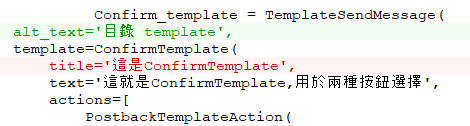 Confirm_template = TemplateSendMessage(
alt_text='目錄 template',
template=ConfirmTemplate(
title='這是ConfirmTemplate',
text='這就是ConfirmTemplate,用於兩種按鈕選擇',
actions=[
PostbackTemplateAction(